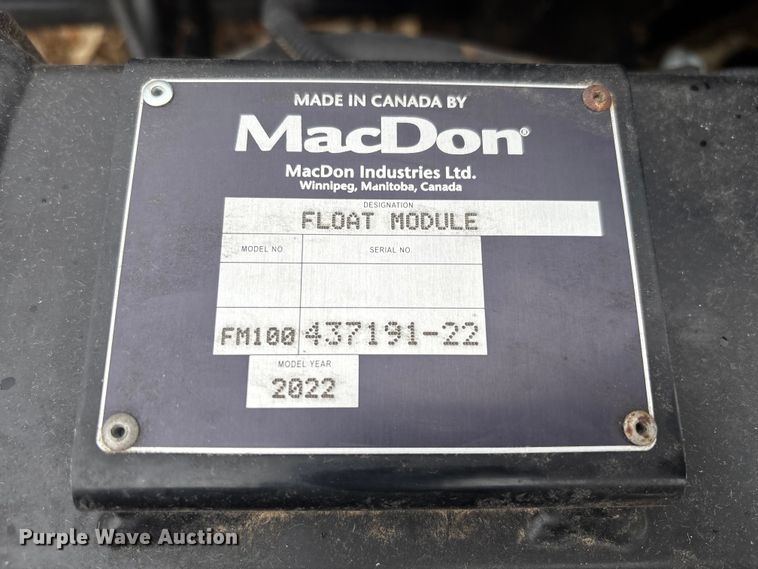 MADE IN CANADA BY
MacDon®
MacDon Industries Ltd.
Winnipeg, Manitoba, Canada
DESIGNATION
FLOAT MODULE
MODEL NO. SERIAL NO.
FM100 437191-22
MODEL YEAR
2022
Purple Wave Auction